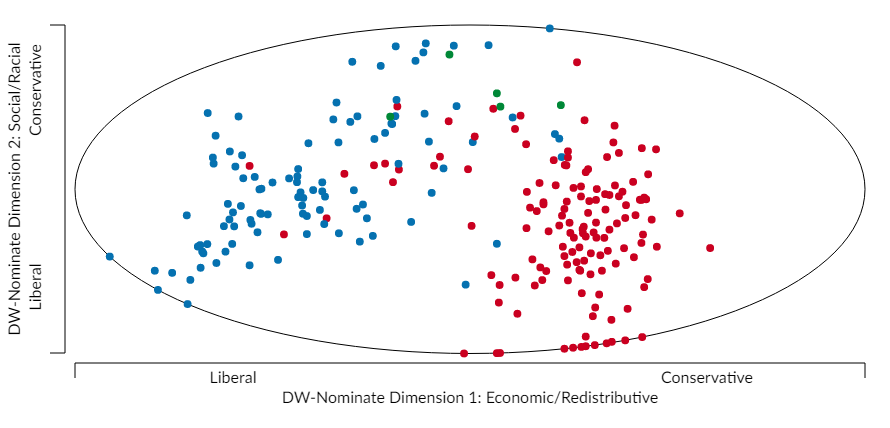 DW-Nominate Dimension 2: Social/Racial
Liberal
Conservative
Liberal
Conservative
DW-Nominate Dimension 1: Economic/Redistributive